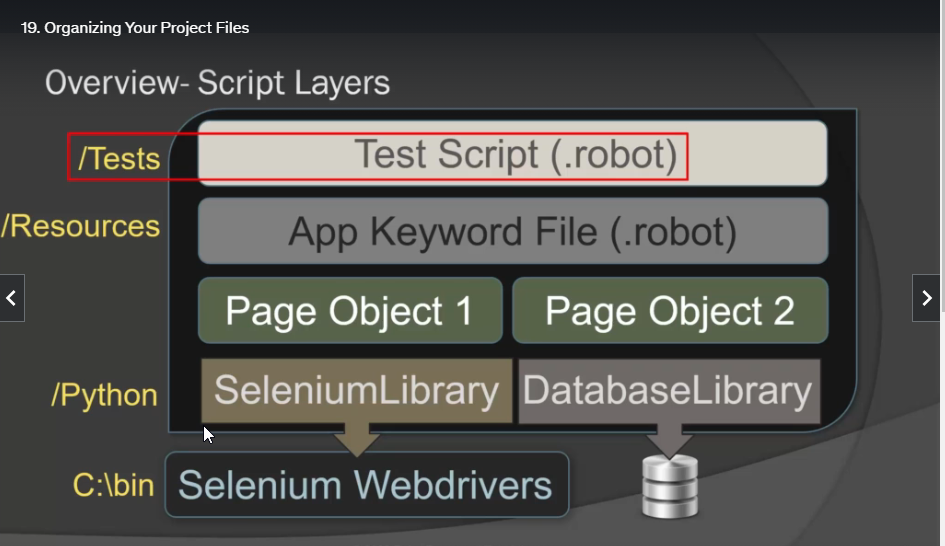 19. Organizing Your Project Files
Overview- Script Layers
/Tests
Test Script (.robot)
/Resources
App Keyword File (.robot)
Page Object 1
Page Object 2
/Python
SeleniumLibrary
DatabaseLibrary
C:\bin
Selenium Webdrivers